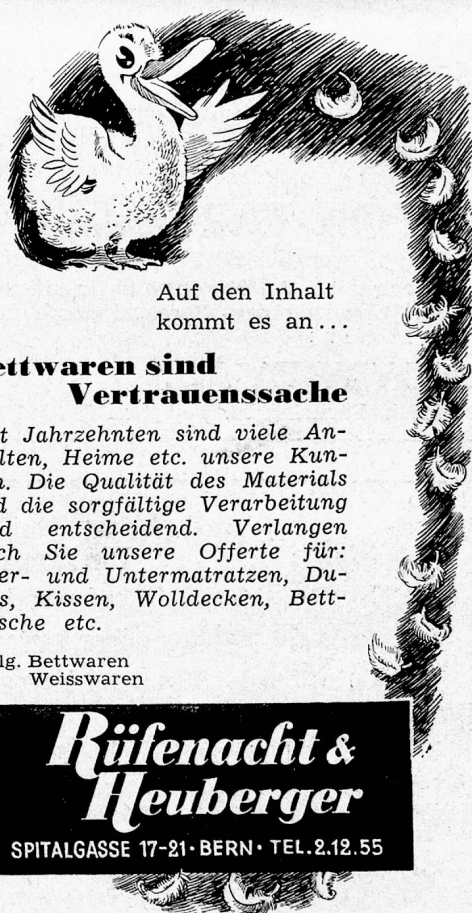 Auf den Inhalt
kommt es an...
ettwaren sind
Vertrauenssache
t Jahrzehnten sind viele An-
lten, Heime etc. unsere Kun-
n. Die Qualität des Materials
d die sorgfältige Verarbeitung
d entscheidend. Verlangen
ch Sie unsere Offerte für:
er- und Untermatratzen, Du-
s, Kissen, Wolldecken, Bett-
sche etc.
lg. Bettwaren
Weisswaren
Rüfenacht &
Heuberger
SPITALGASSE 17-21 · BERN · TEL. 2.12.55